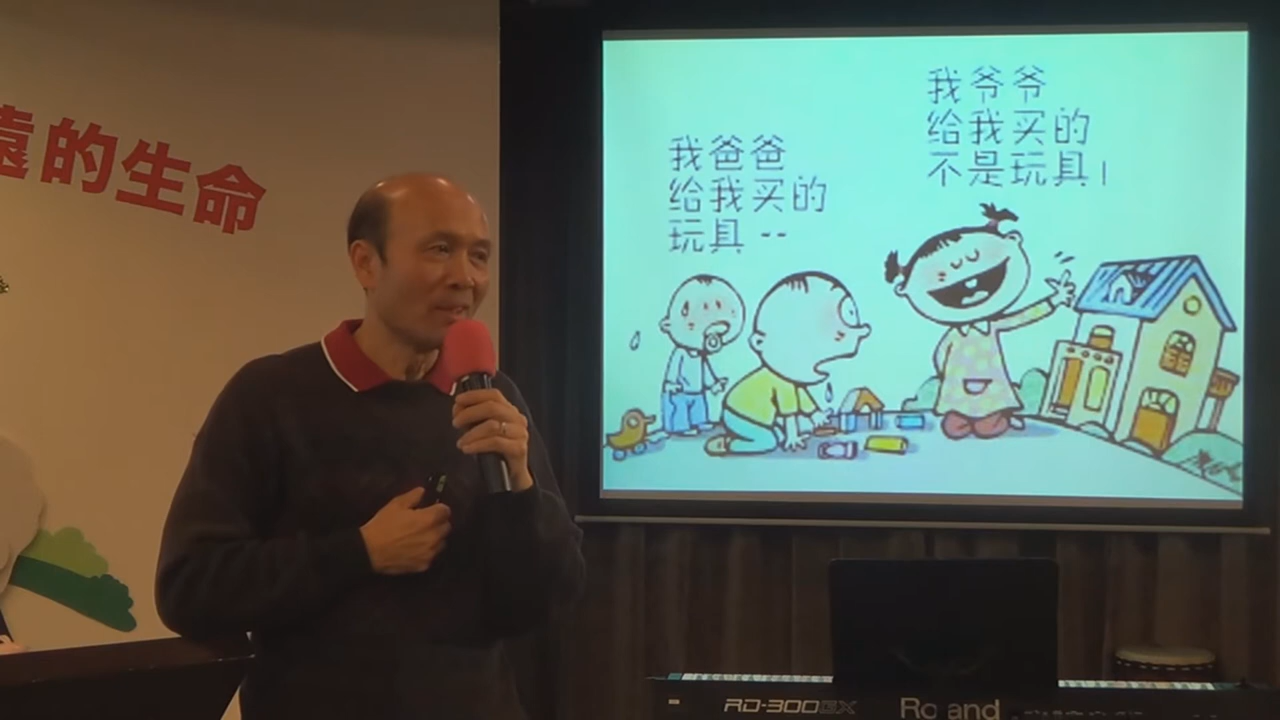 遠的生命
我爸爸
给我买的
玩具--
我爷爷
给我买的
不是玩具!
RD-300GX
Roland